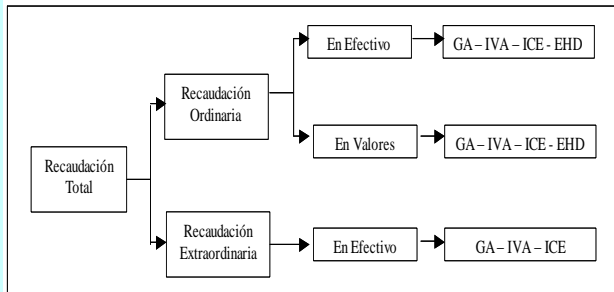 En Efectivo
GA – IVA – ICE - EHD
Recaudación
Ordinaria
En Valores
GA – IVA – ICE - EHD
Recaudación
Total
Recaudación
Extraordinaria
En Efectivo
GA – IVA – ICE